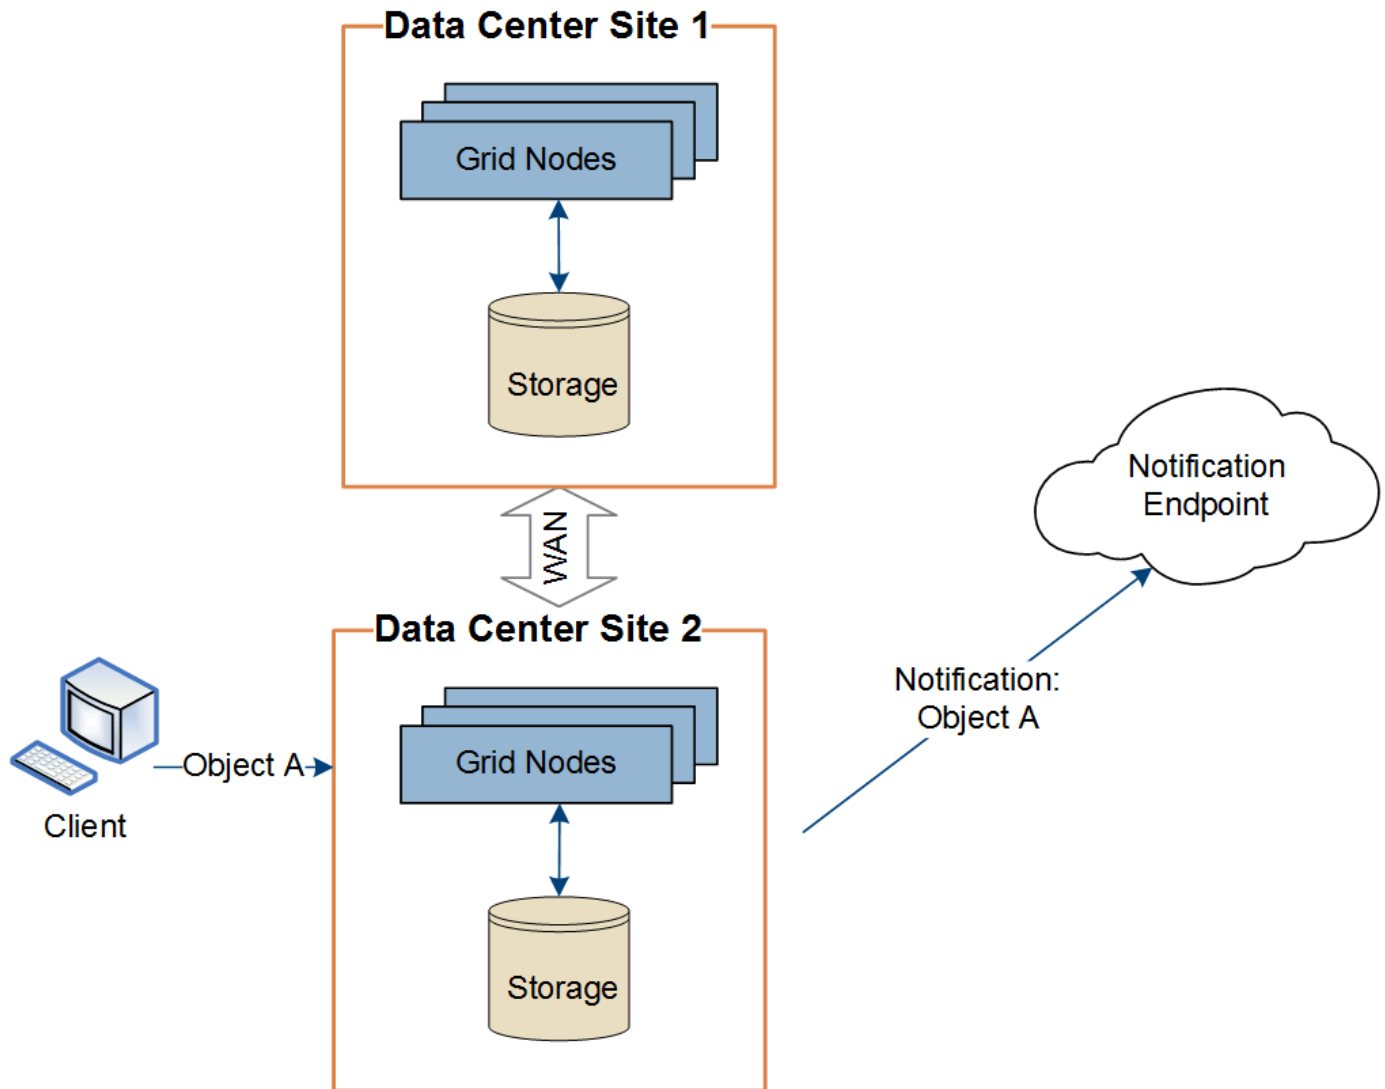 Data Center Site 1
Grid Nodes
Storage
WAN
Notification
Endpoint
Data Center Site 2
Notification:
Object A
Grid Nodes
Object A
Client
Storage